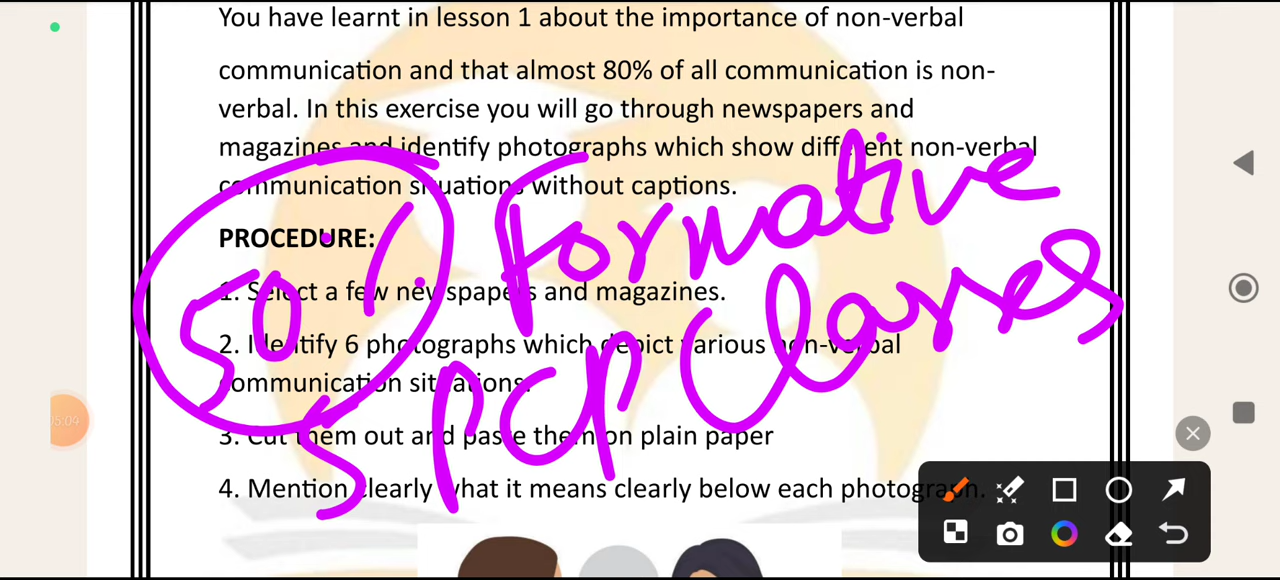 You have learnt in lesson 1 about the importance of non-verbal
communication and that almost 80% of all communication is non-
verbal. In this exercise you will go through newspapers and
magazines and identify photographs which show different non-verbal
communication situations without captions.
PROCEDURE:
1. Select a few newspapers and magazines.
2. Identify 6 photographs which depict various non-verbal
communication situations.
3. Cut them out and paste them on plain paper
4. Mention clearly what it means clearly below each photograph.
50 Formative
5 PCP Classes
05:04